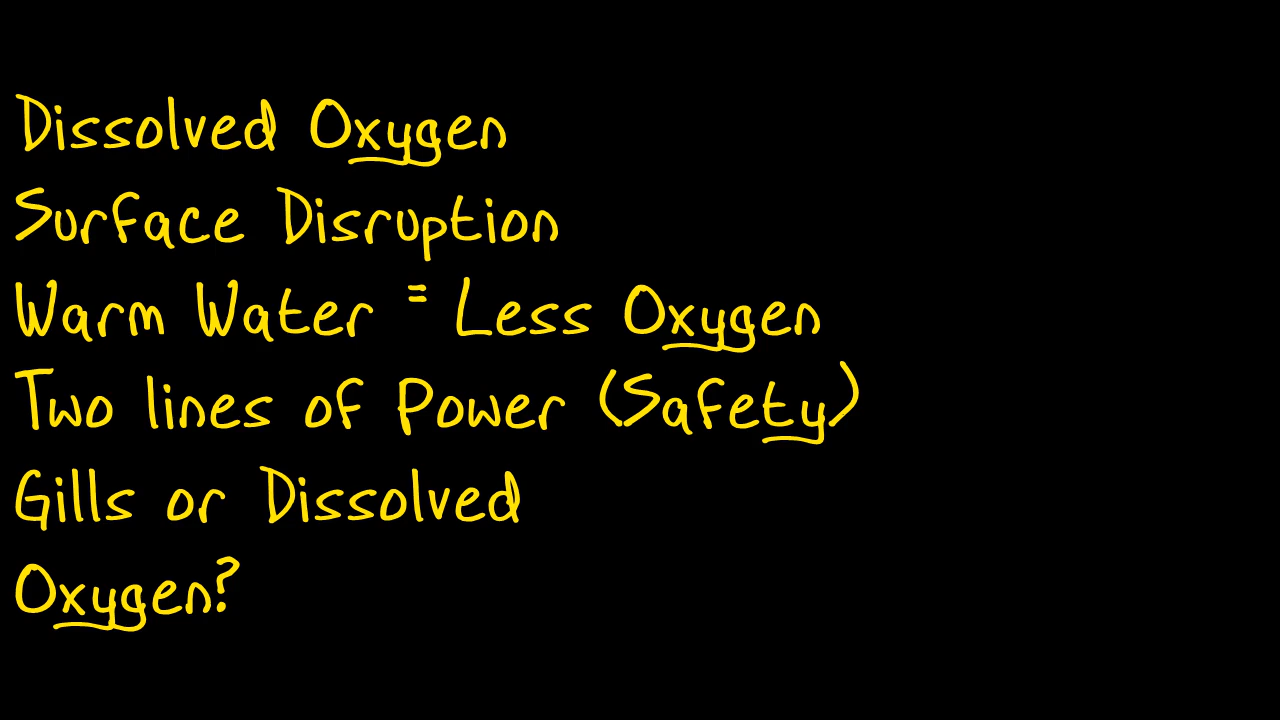 Dissolved Oxygen
Surface Disruption
Warm Water = Less Oxygen
Two lines of Power (Safety)
Gills or Dissolved
Oxygen?